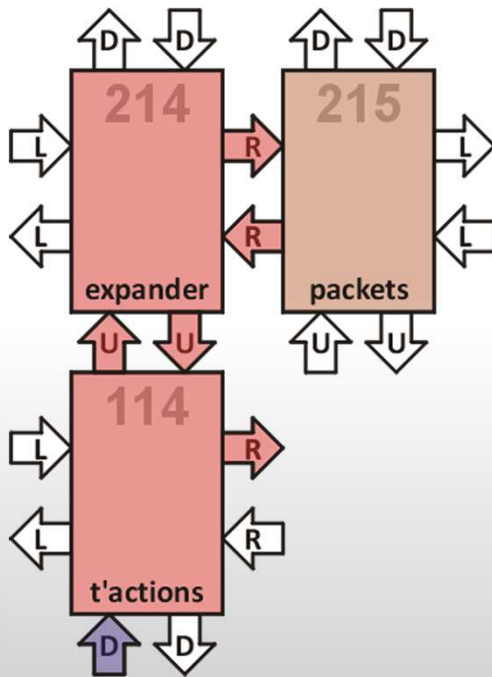 D D D D
214 215
L R L
L R L
expander packets
U U U U
114
L R
L R
t'actions
D D